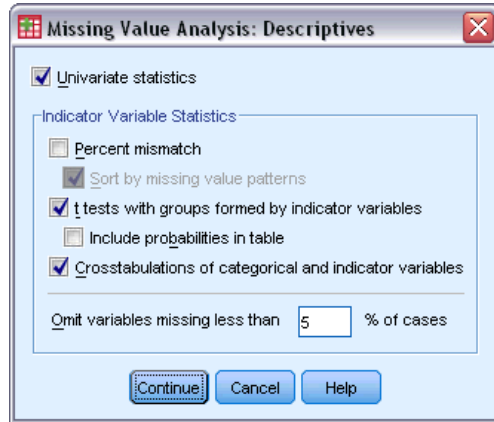 Missing Value Analysis: Descriptives
Univariate statistics
Indicator Variable Statistics
Percent mismatch
Sort by missing value patterns
t tests with groups formed by indicator variables
Include probabilities in table
Crosstabulations of categorical and indicator variables
Omit variables missing less than 5 % of cases
Continue Cancel Help